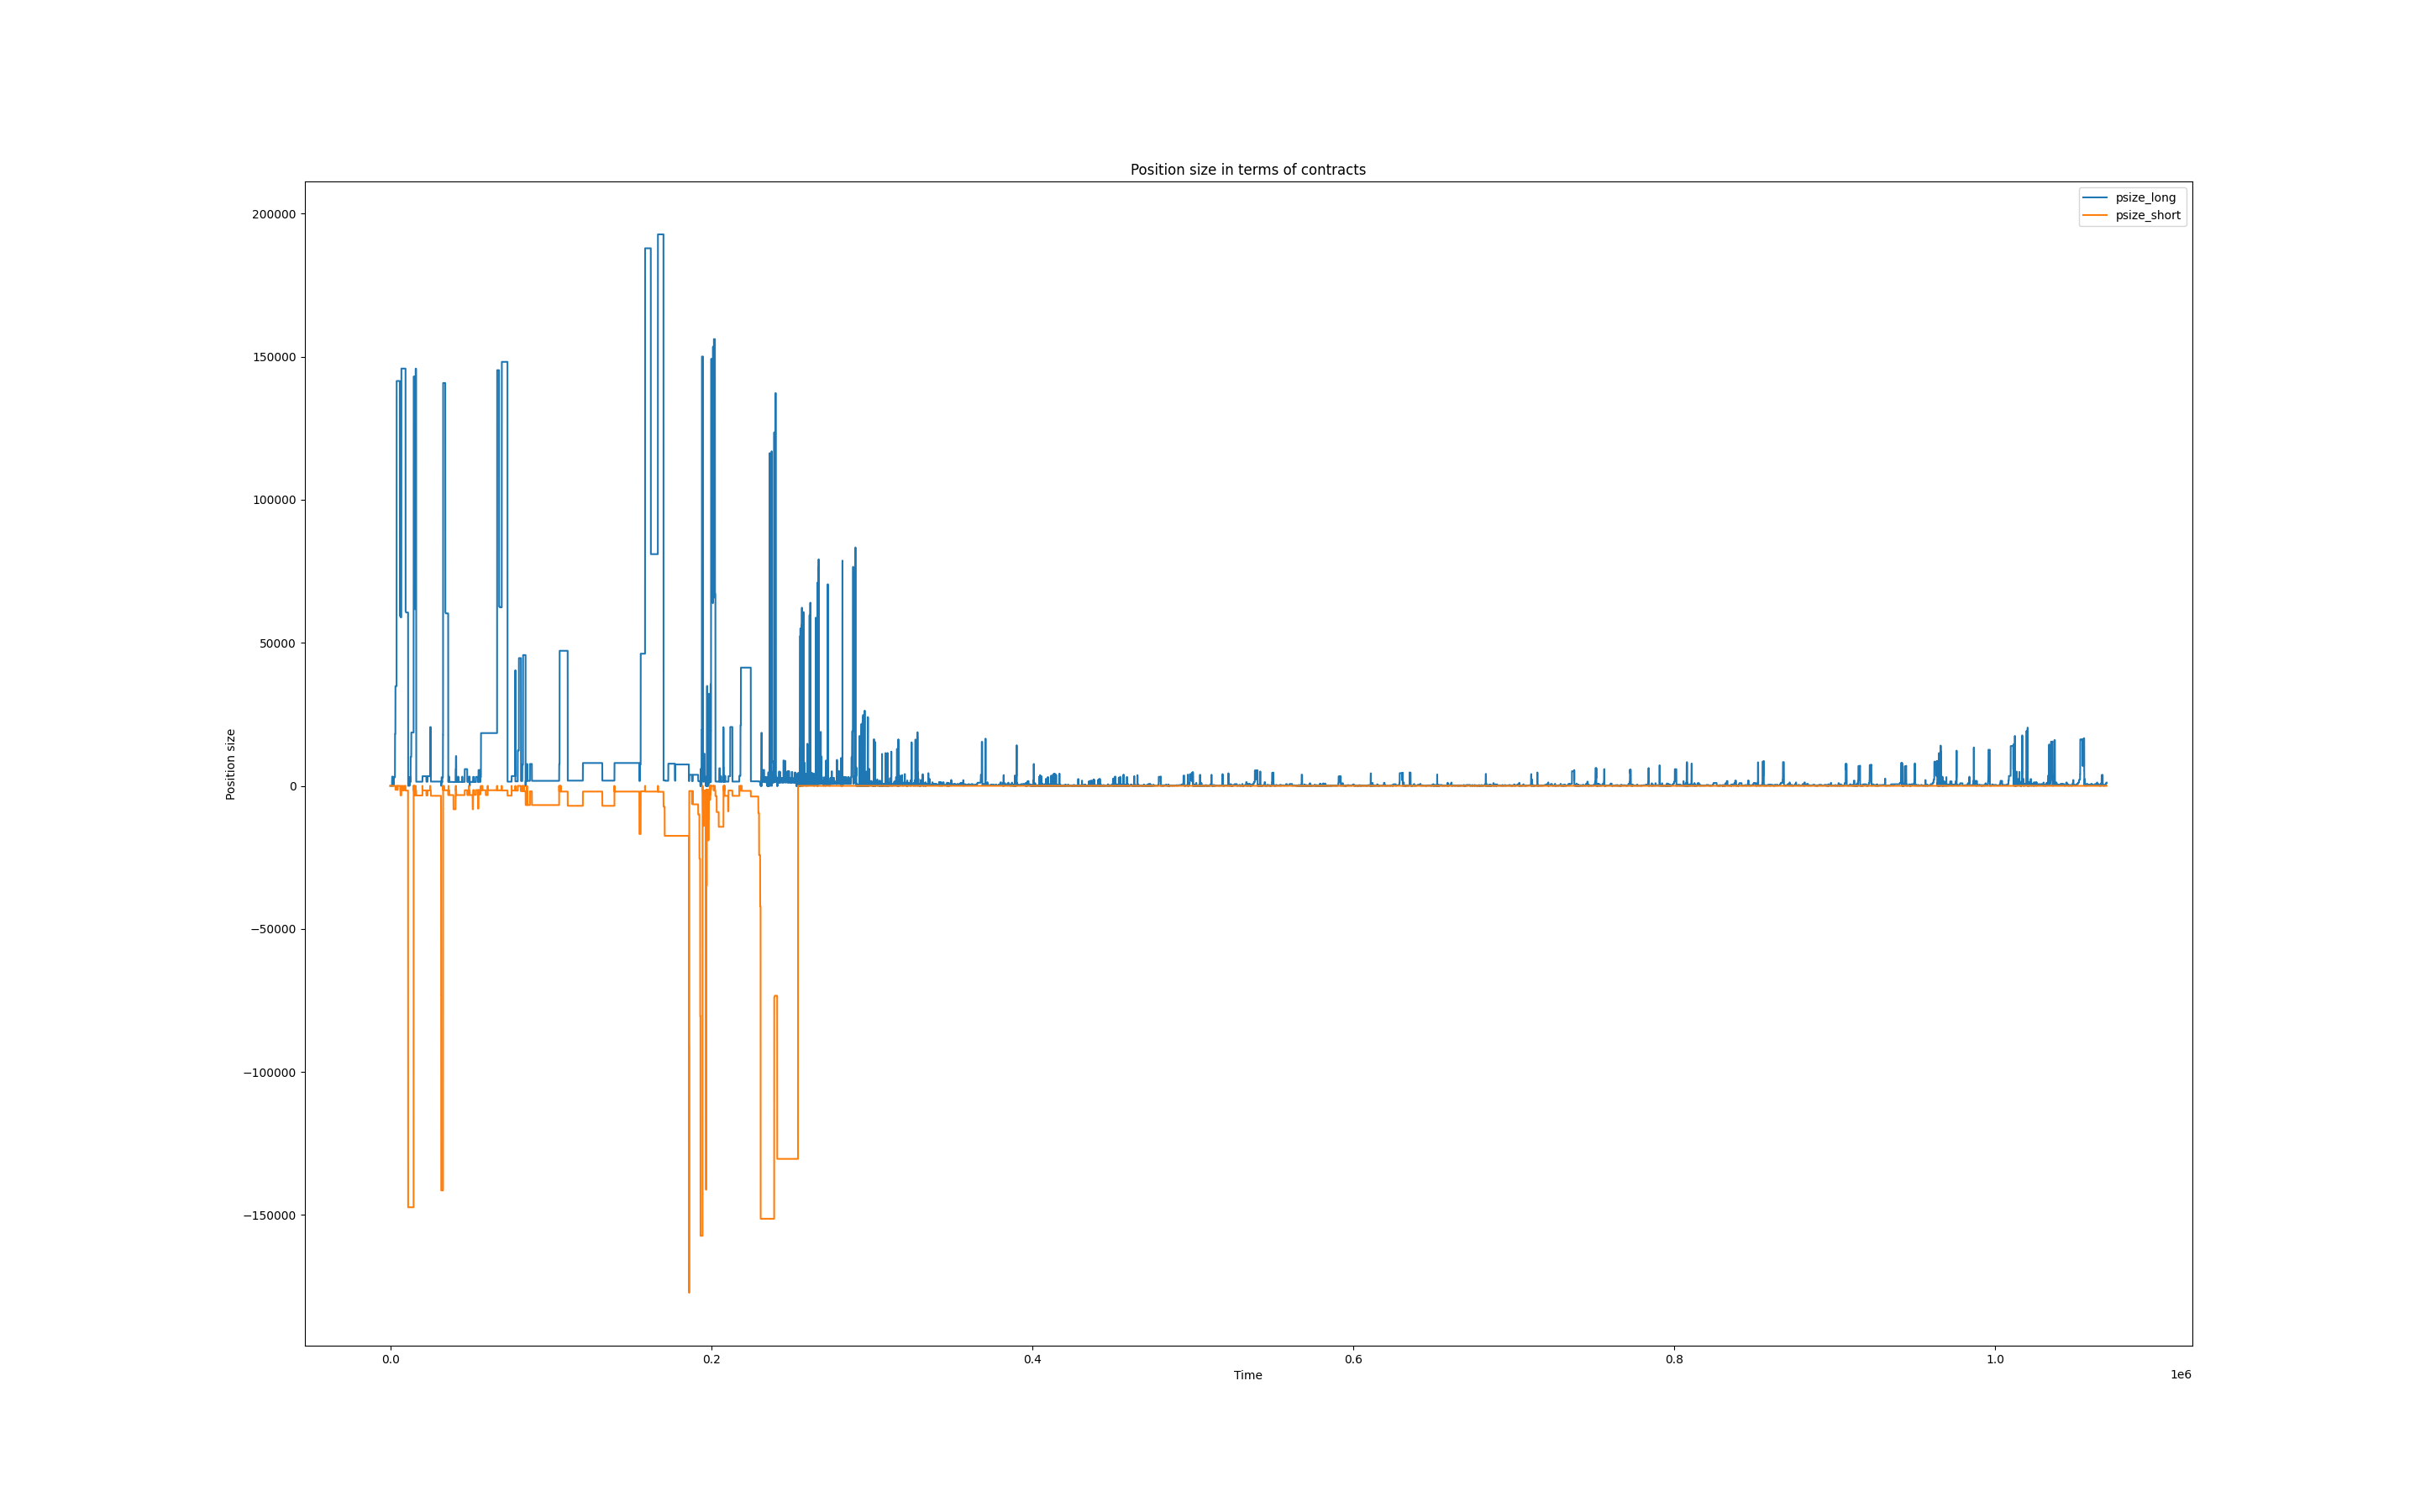 Position size in terms of contracts
psize_long
psize_short
200000
150000
100000
50000
0
−50000
−100000
−150000
Position size
0.0
0.2
0.4
0.6
0.8
1.0
1e6
Time